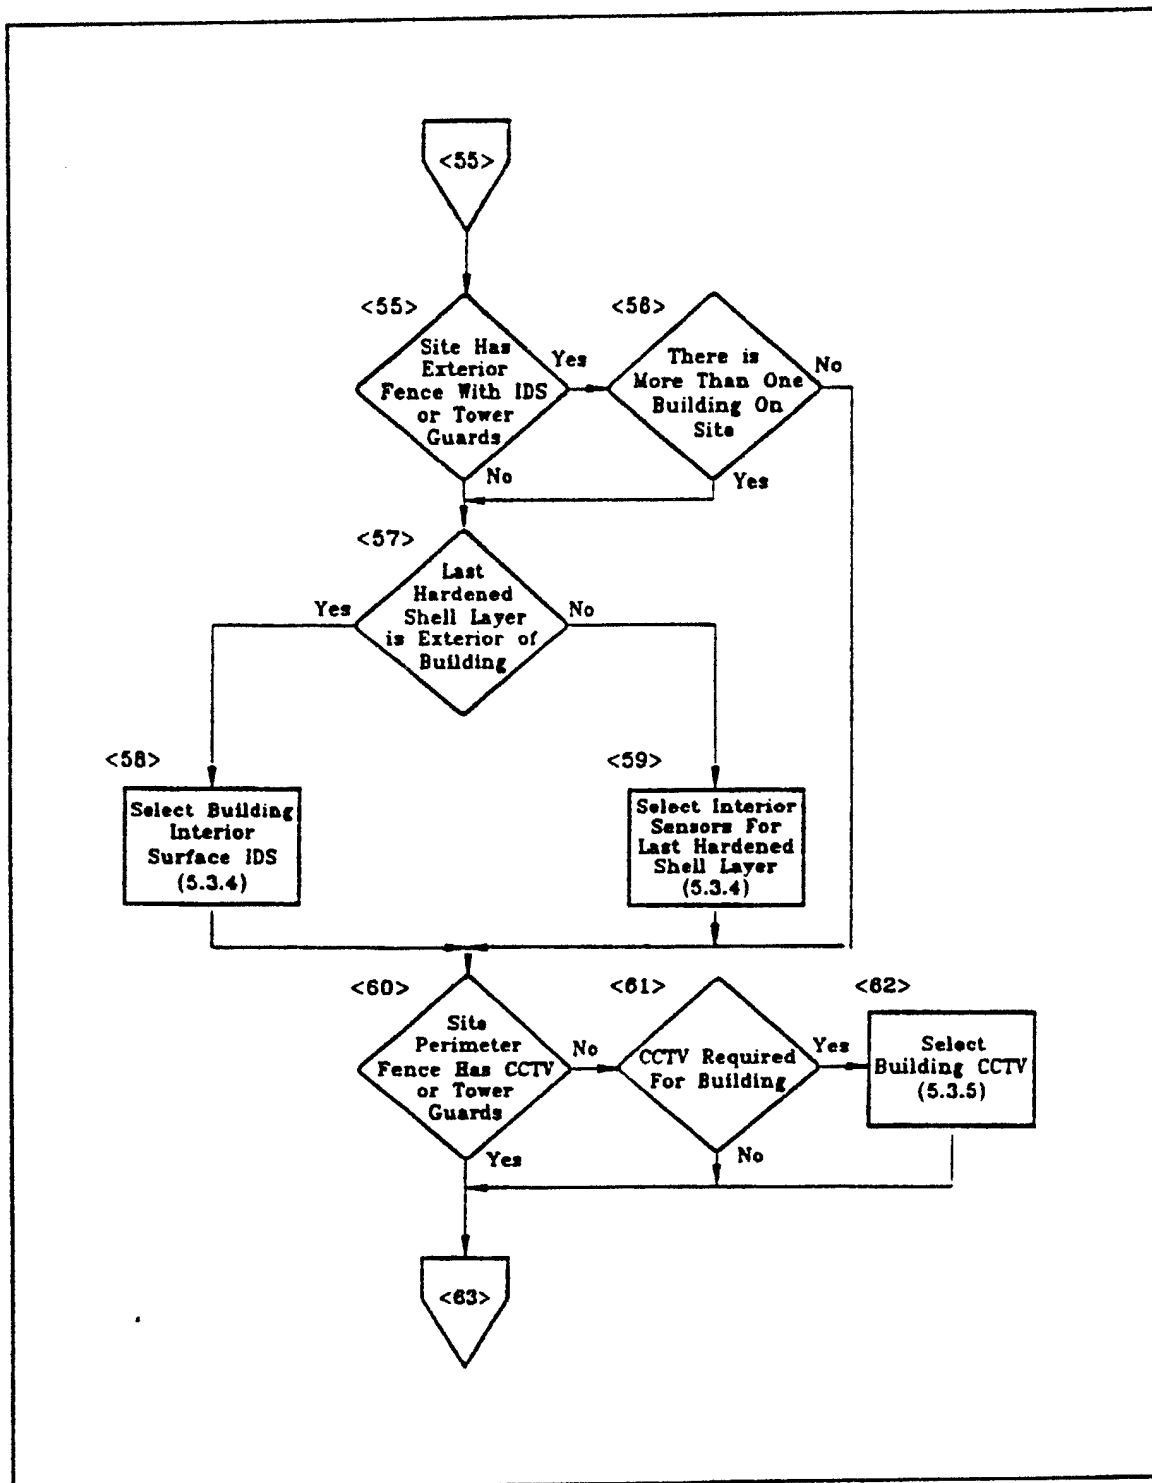 <55>
<55>
Site Has
Exterior
Fence With IDS
or Tower
Guards
Yes
No
<56>
There is
More Than One
Building On
Site
No
Yes
<57>
Last
Hardened
Shell Layer
is Exterior of
Building
Yes
No
<58>
Select Building
Interior
Surface IDS
(5.3.4)
<59>
Select Interior
Sensors For
Last Hardened
Shell Layer
(5.3.4)
<60>
Site
Perimeter
Fence Has CCTV
or Tower
Guards
No
Yes
<61>
CCTV Required
For Building
Yes
No
<62>
Select
Building CCTV
(5.3.5)
<63>